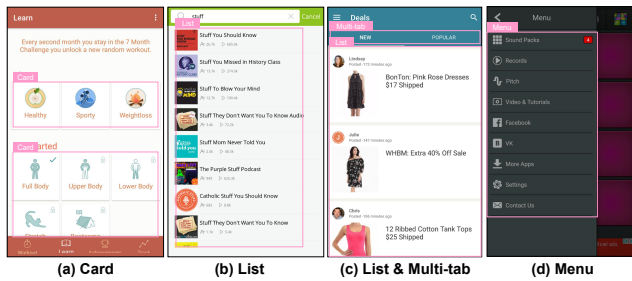 Learn
Every second month you stay in the 7 Month
Challenge you unlock a new random workout.
Card
Healthy
Sporty
Weightloss
Card
arted
Full Body
Upper Body
Lower Body
Workout
Learn
(a) Card
stuff
Cancel
List
Stuff You Should Know
Stuff You Missed in History Class
Stuff To Blow Your Mind
Stuff They Don't Want You To Know Audio
Stuff Mom Never Told You
The Purple Stuff Podcast
Catholic Stuff You Should Know
Stuff They Don't Want You To Know
(b) List
Deals
Multi-tab
NEW
POPULAR
List
Lindsey
BonTon: Pink Rose Dresses
$17 Shipped
Julie
WHBM: Extra 40% Off Sale
Chris
12 Ribbed Cotton Tank Tops
$25 Shipped
(c) List & Multi-tab
Menu
Menu
Sound Packs
4
Records
Pitch
Video & Tutorials
Facebook
VK
More Apps
Settings
Contact Us
(d) Menu